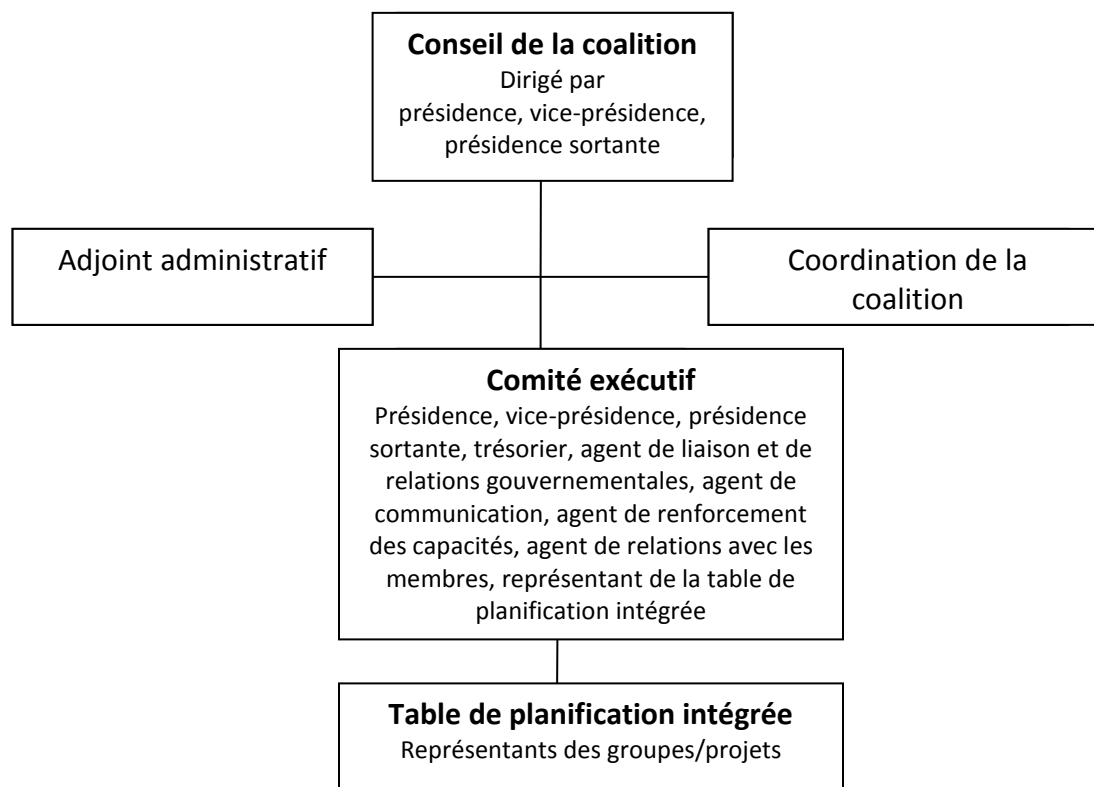 Conseil de la coalition
Dirigé par
présidence, vice-présidence,
présidence sortante
Adjoint administratif
Coordination de la
coalition
Comité exécutif
Présidence, vice-présidence, présidence
sortante, trésorier, agent de liaison et de
relations gouvernementales, agent de
communication, agent de renforcement
des capacités, agent de relations avec les
membres, représentant de la table de
planification intégrée
Table de planification intégrée
Représentants des groupes/projets